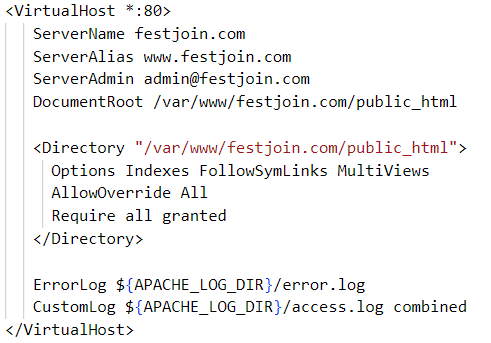 <VirtualHost *:80>
ServerName festjoin.com
ServerAlias www.festjoin.com
ServerAdmin admin@festjoin.com
DocumentRoot /var/www/festjoin.com/public_html
<Directory "/var/www/festjoin.com/public_html">
Options Indexes FollowSymLinks MultiViews
AllowOverride All
Require all granted
</Directory>
ErrorLog ${APACHE_LOG_DIR}/error.log
CustomLog ${APACHE_LOG_DIR}/access.log combined
</VirtualHost>